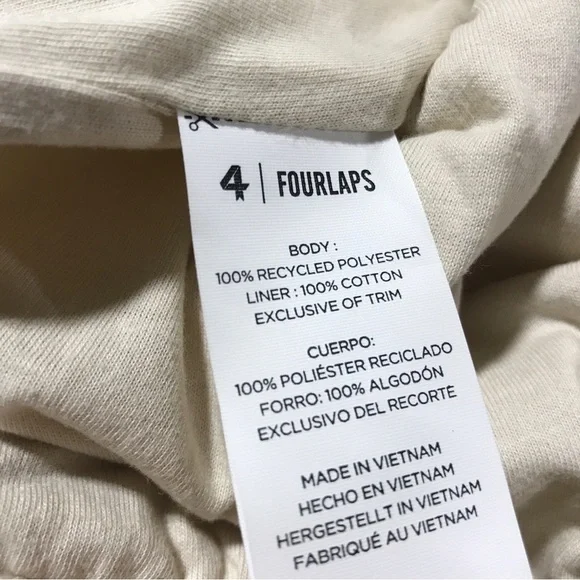 4 | FOURLAPS
BODY :
100% RECYCLED POLYESTER
LINER : 100% COTTON
EXCLUSIVE OF TRIM
CUERPO:
100% POLIÉSTER RECICLADO
FORRO: 100% ALGODÓN
EXCLUSIVO DEL RECORTE
MADE IN VIETNAM
HECHO EN VIETNAM
HERGESTELLT IN VIETNAM
FABRIQUÉ AU VIETNAM